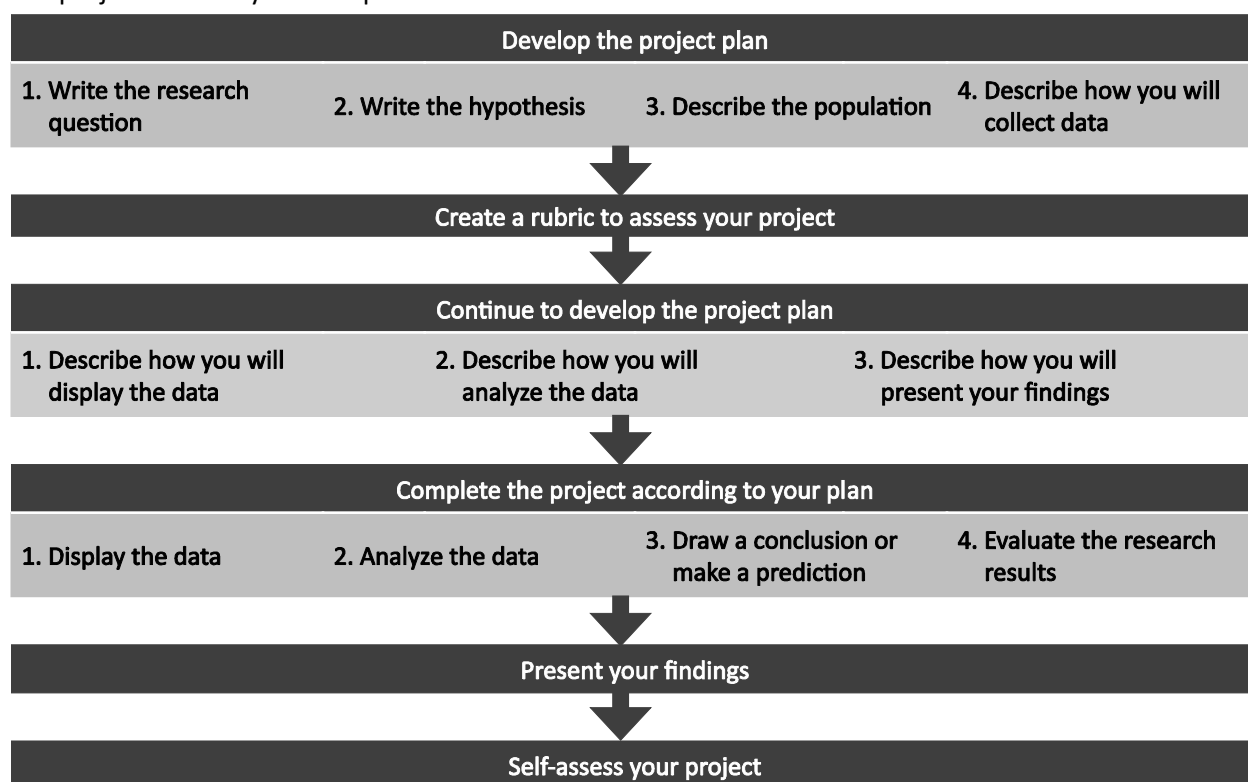 Develop the project plan
1. Write the research
question
2. Write the hypothesis
3. Describe the population
4. Describe how you will
collect data
Create a rubric to assess your project
Continue to develop the project plan
1. Describe how you will
display the data
2. Describe how you will
analyze the data
3. Describe how you will
present your findings
Complete the project according to your plan
1. Display the data
2. Analyze the data
3. Draw a conclusion or
make a prediction
4. Evaluate the research
results
Present your findings
Self-assess your project